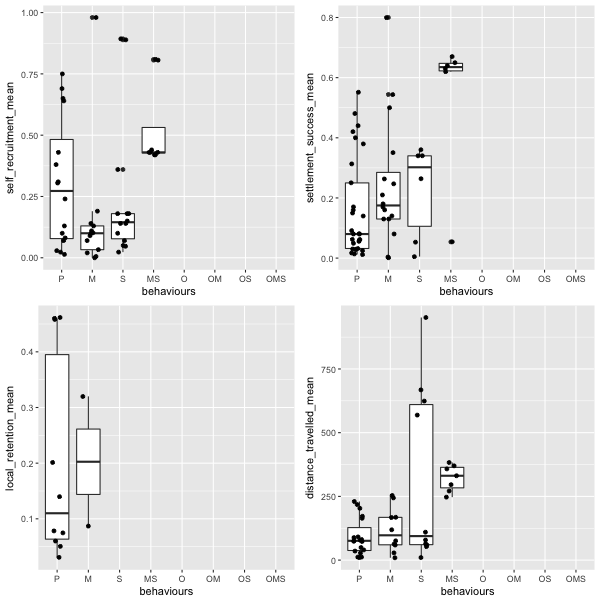 self_recruitment_mean
1.00
0.75
0.50
0.25
0.00
P M S MS O OM OS OMS
behaviours
settlement_success_mean
0.8
0.6
0.4
0.2
0.0
P M S MS O OM OS OMS
behaviours
local_retention_mean
0.4
0.3
0.2
0.1
P M S MS O OM OS OMS
behaviours
distance_travelled_mean
750
500
250
0
P M S MS O OM OS OMS
behaviours